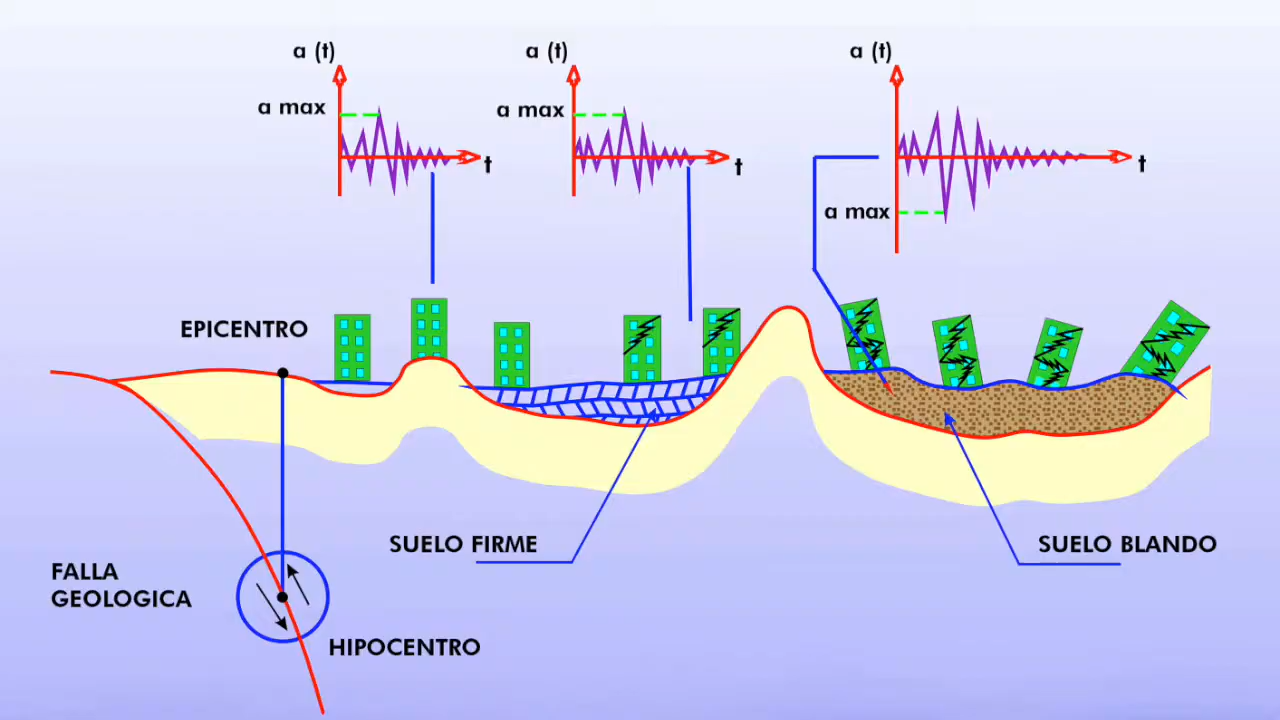 a (t)
a max
t
a (t)
a max
t
a (t)
a max
t
EPICENTRO
SUELO FIRME
SUELO BLANDO
FALLA
GEOLOGICA
HIPOCENTRO